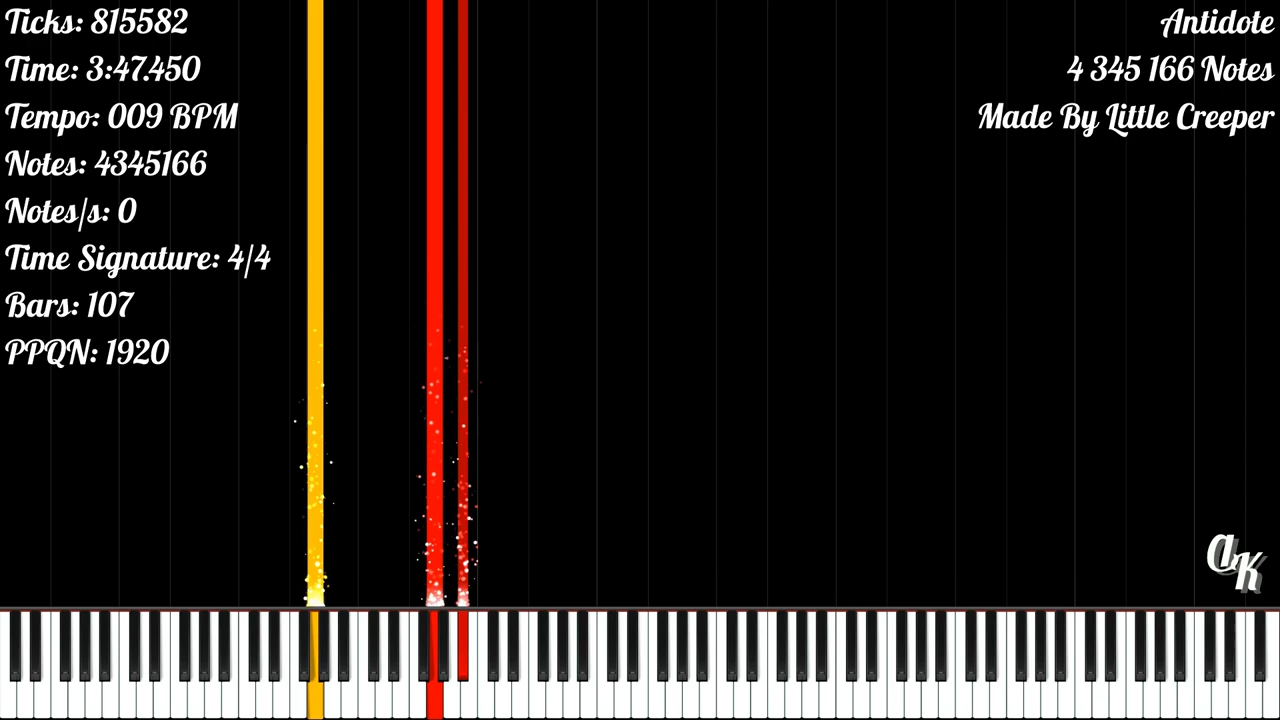 Ticks: 815582
Time: 3:47.450
Tempo: 009 BPM
Notes: 4345166
Notes/s: 0
Time Signature: 4/4
Bars: 107
PPQN: 1920
Antidote
4 345 166 Notes
Made By Little Creeper
aK